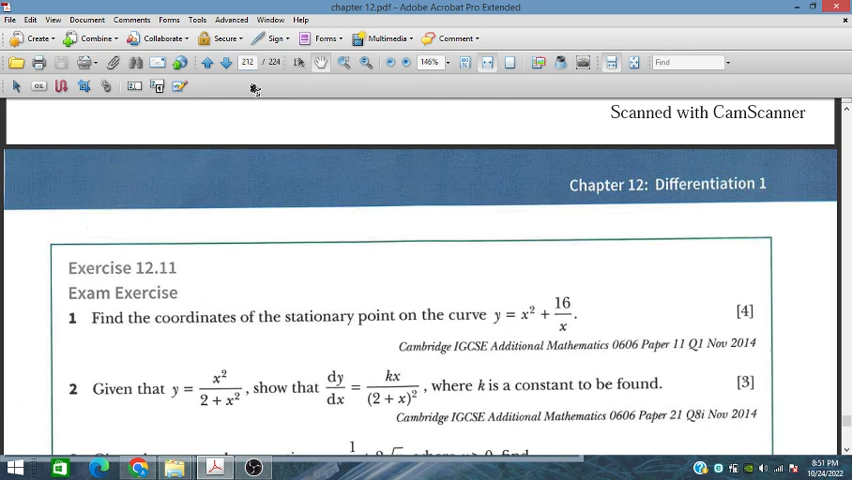 chapter 12.pdf - Adobe Acrobat Pro Extended
File Edit View Document Comments Forms Tools Advanced Window Help
Create Combine Collaborate Secure Sign Forms Multimedia Comment
212 / 224 146% Find
Scanned with CamScanner
Chapter 12: Differentiation 1
Exercise 12.11
Exam Exercise
1 Find the coordinates of the stationary point on the curve y = x² + 16/x. [4]
Cambridge IGCSE Additional Mathematics 0606 Paper 11 Q1 Nov 2014
2 Given that y = x²/(2 + x²), show that dy/dx = kx/(2 + x)², where k is a constant to be found. [3]
Cambridge IGCSE Additional Mathematics 0606 Paper 21 Q8i Nov 2014
8:51 PM
10/24/2022